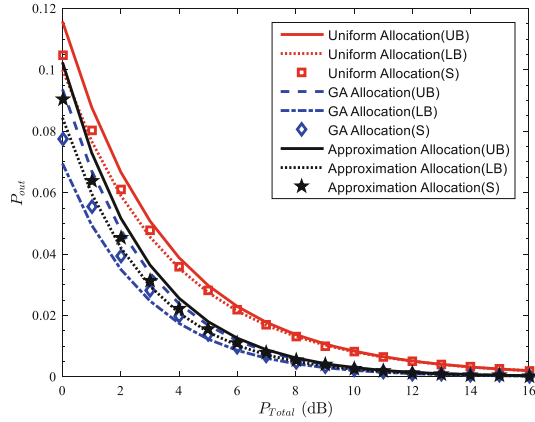 0.12
0.1
0.08
0.06
0.04
0.02
0
P_out
Uniform Allocation(UB)
Uniform Allocation(LB)
Uniform Allocation(S)
GA Allocation(UB)
GA Allocation(LB)
GA Allocation(S)
Approximation Allocation(UB)
Approximation Allocation(LB)
Approximation Allocation(S)
0 2 4 6 8 10 12 14 16
P_Total (dB)